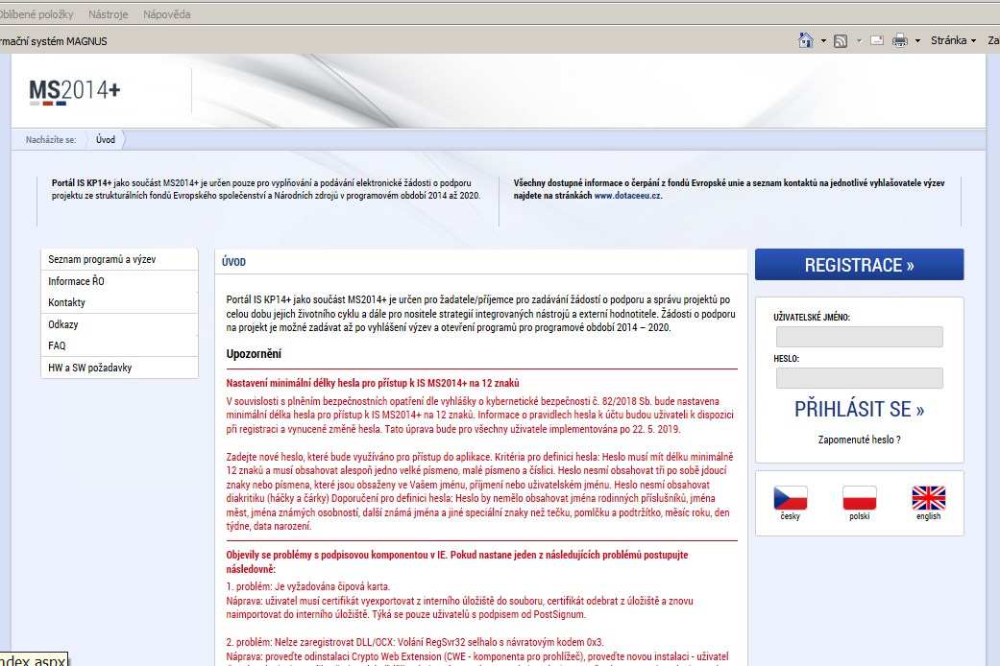 Oblíbené položky Nástroje Nápověda
rmační systém MAGNUS
Stránka
MS2014+
Nacházíte se: Úvod
Portál IS KP14+ jako součást MS2014+ je určen pouze pro vyplňování a podávání elektronické žádosti o podporu
projektu ze strukturálních fondů Evropského společenství a Národních zdrojů v programovém období 2014 až 2020.
Všechny dostupné informace o čerpání z fondů Evropské unie a seznam kontaktů na jednotlivé vyhlašovatele výzev
najdete na stránkách www.dotaceeu.cz.
Seznam programů a výzev
Informace ŘO
Kontakty
Odkazy
FAQ
HW a SW požadavky
ÚVOD
Portál IS KP14+ jako součást MS2014+ je určen pro žadatele/příjemce pro zadávání žádostí o podporu a správu projektů po
celou dobu jejich životního cyklu a dále pro nositele strategií integrovaných nástrojů a externí hodnotitele. Žádosti o podporu
na projekt je možné zadávat až po vyhlášení výzev a otevření programů pro programové období 2014 – 2020.
Upozornění
Nastavení minimální délky hesla pro přístup k IS MS2014+ na 12 znaků
V souvislosti s plněním bezpečnostních opatření dle vyhlášky o kybernetické bezpečnosti č. 82/2018 Sb. bude nastavena
minimální délka hesla pro přístup k IS MS2014+ na 12 znaků. Informace o pravidlech hesla k účtu budou uživateli k dispozici
při registraci a vynucené změně hesla. Tato úprava bude pro všechny uživatele implementována po 22. 5. 2019.
Zadejte nové heslo, které bude využíváno pro přístup do aplikace. Kritéria pro definici hesla: Heslo musí mít délku minimálně
12 znaků a musí obsahovat alespoň jedno velké písmeno, malé písmeno a číslici. Heslo nesmí obsahovat tři po sobě jdoucí
znaky nebo písmena, které jsou obsaženy ve Vašem jménu, příjmení nebo uživatelském jménu. Heslo nesmí obsahovat
diakritiku (háčky a čárky) Doporučení pro definici hesla: Heslo by nemělo obsahovat jména rodinných příslušníků, jména
měst, jména známých osobností, další známá jména a jiné speciální znaky než tečku, pomlčku a podtržítko, měsíc roku, den
týdne, data narození.
Objevily se problémy s podpisovou komponentou v IE. Pokud nastane jeden z následujících problémů postupujte
následovně:
1. problém: Je vyžadována čipová karta.
Náprava: uživatel musí certifikát vyexportovat z interního úložiště do souboru, certifikát odebrat z úložiště a znovu
naimportovat do interního úložiště. Týká se pouze uživatelů s podpisem od PostSignum.
2. problém: Nelze zaregistrovat DLL/OCX: Volání RegSvr32 selhalo s návratovým kodem 0x3.
Náprava: proveďte odinstalaci Crypto Web Extension (CWE - komponenta pro prohlížeč), proveďte novou instalaci - uživatel
REGISTRACE »
UŽIVATELSKÉ JMÉNO:
HESLO:
PŘIHLÁSIT SE »
Zapomenuté heslo ?
česky polski english
ndex.aspx